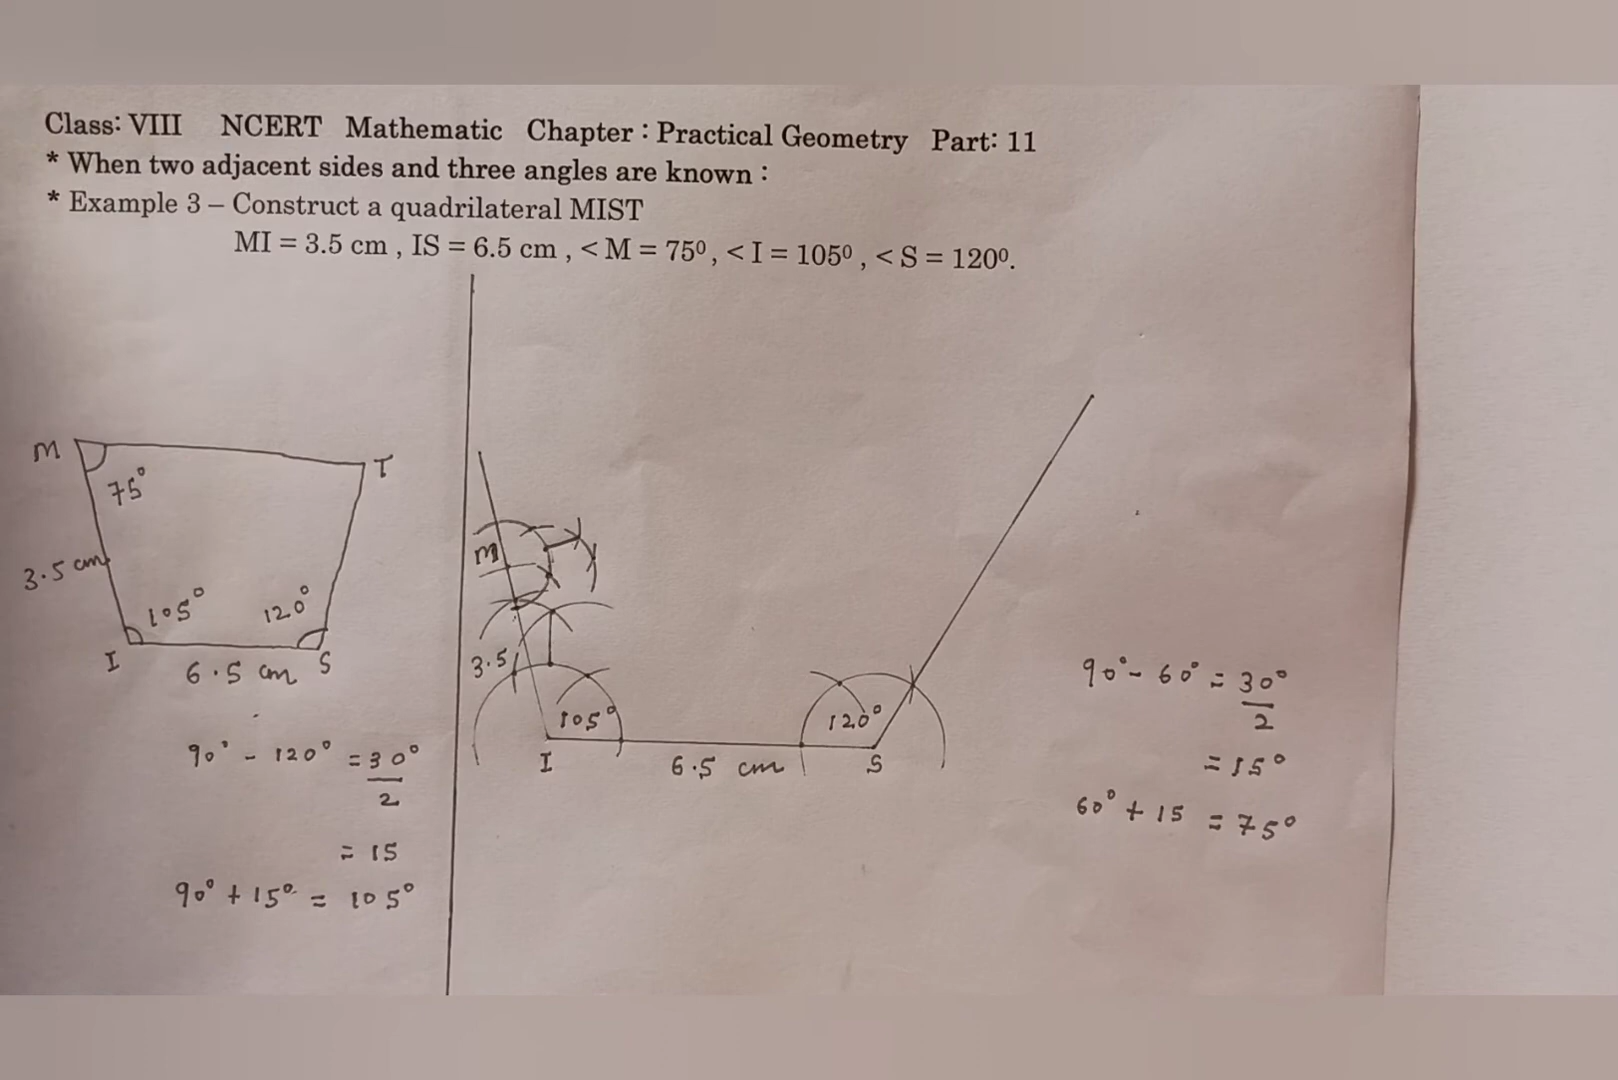 Class: VIII NCERT Mathematic Chapter : Practical Geometry Part: 11
* When two adjacent sides and three angles are known :
* Example 3 – Construct a quadrilateral MIST
MI = 3.5 cm , IS = 6.5 cm , < M = 75⁰ , < I = 105⁰ , < S = 120⁰.
M
T
75°
3.5 cm
105°
120°
I
6.5 cm
S
90° - 120° = 30°
2
= 15
90° + 15° = 105°
m
3.5
105°
120°
I
6.5 cm
S
90° - 60° = 30°
2
= 15°
60° + 15 = 75°